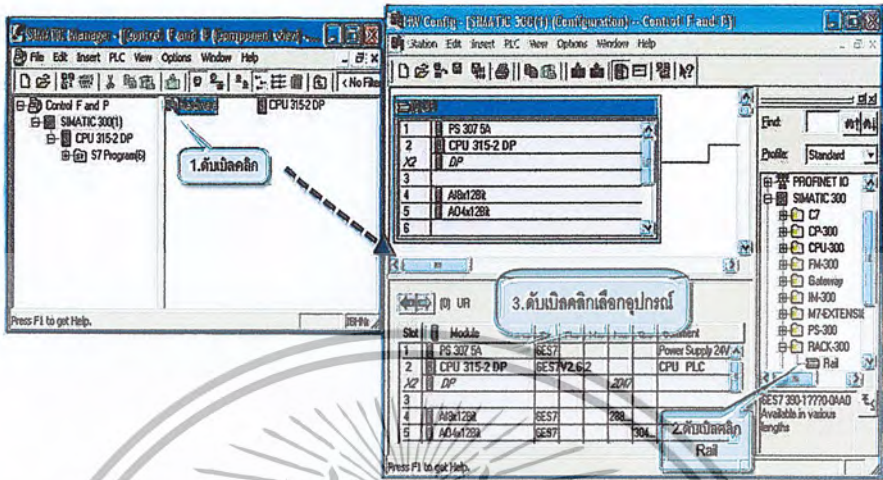 SIMATIC Manager - [Control F and P (Component view) ...
File Edit Insert PLC View Options Window Help
< No Filter
Control F and P
SIMATIC 300(1)
CPU 315-2 DP
S7 Program(6)
Hardware
CPU 315-2 DP
1.ดับเบิลคลิก
Press F1 to get Help.
HW Config - [SIMATIC 300(1) (Configuration) -- Control F and P]
Station Edit Insert PLC View Options Window Help
1 PS 307 5A
2 CPU 315-2 DP
X2 DP
3
4 AI8x12Bit
5 AO4x12Bit
6
(0) UR
3.ดับเบิลคลิกเลือกอุปกรณ์
Slot Module Comment
1 PS 307 5A 6ES7 Power Supply 24V
2 CPU 315-2 DP 6ES7 V2.6 2 CPU PLC
X2 DP 2047
3
4 AI8x12Bit 6ES7 288...
5 AO4x12Bit 6ES7 304...
Press F1 to get Help.
Find:
Profile: Standard
PROFINET IO
SIMATIC 300
C7
CP-300
CPU-300
FM-300
Gateway
IM-300
M7-EXTENSI
PS-300
RACK-300
Rail
6ES7 390-1???0-0AA0
Available in various
lengths
2.ดับเบิลคลิก
Rail